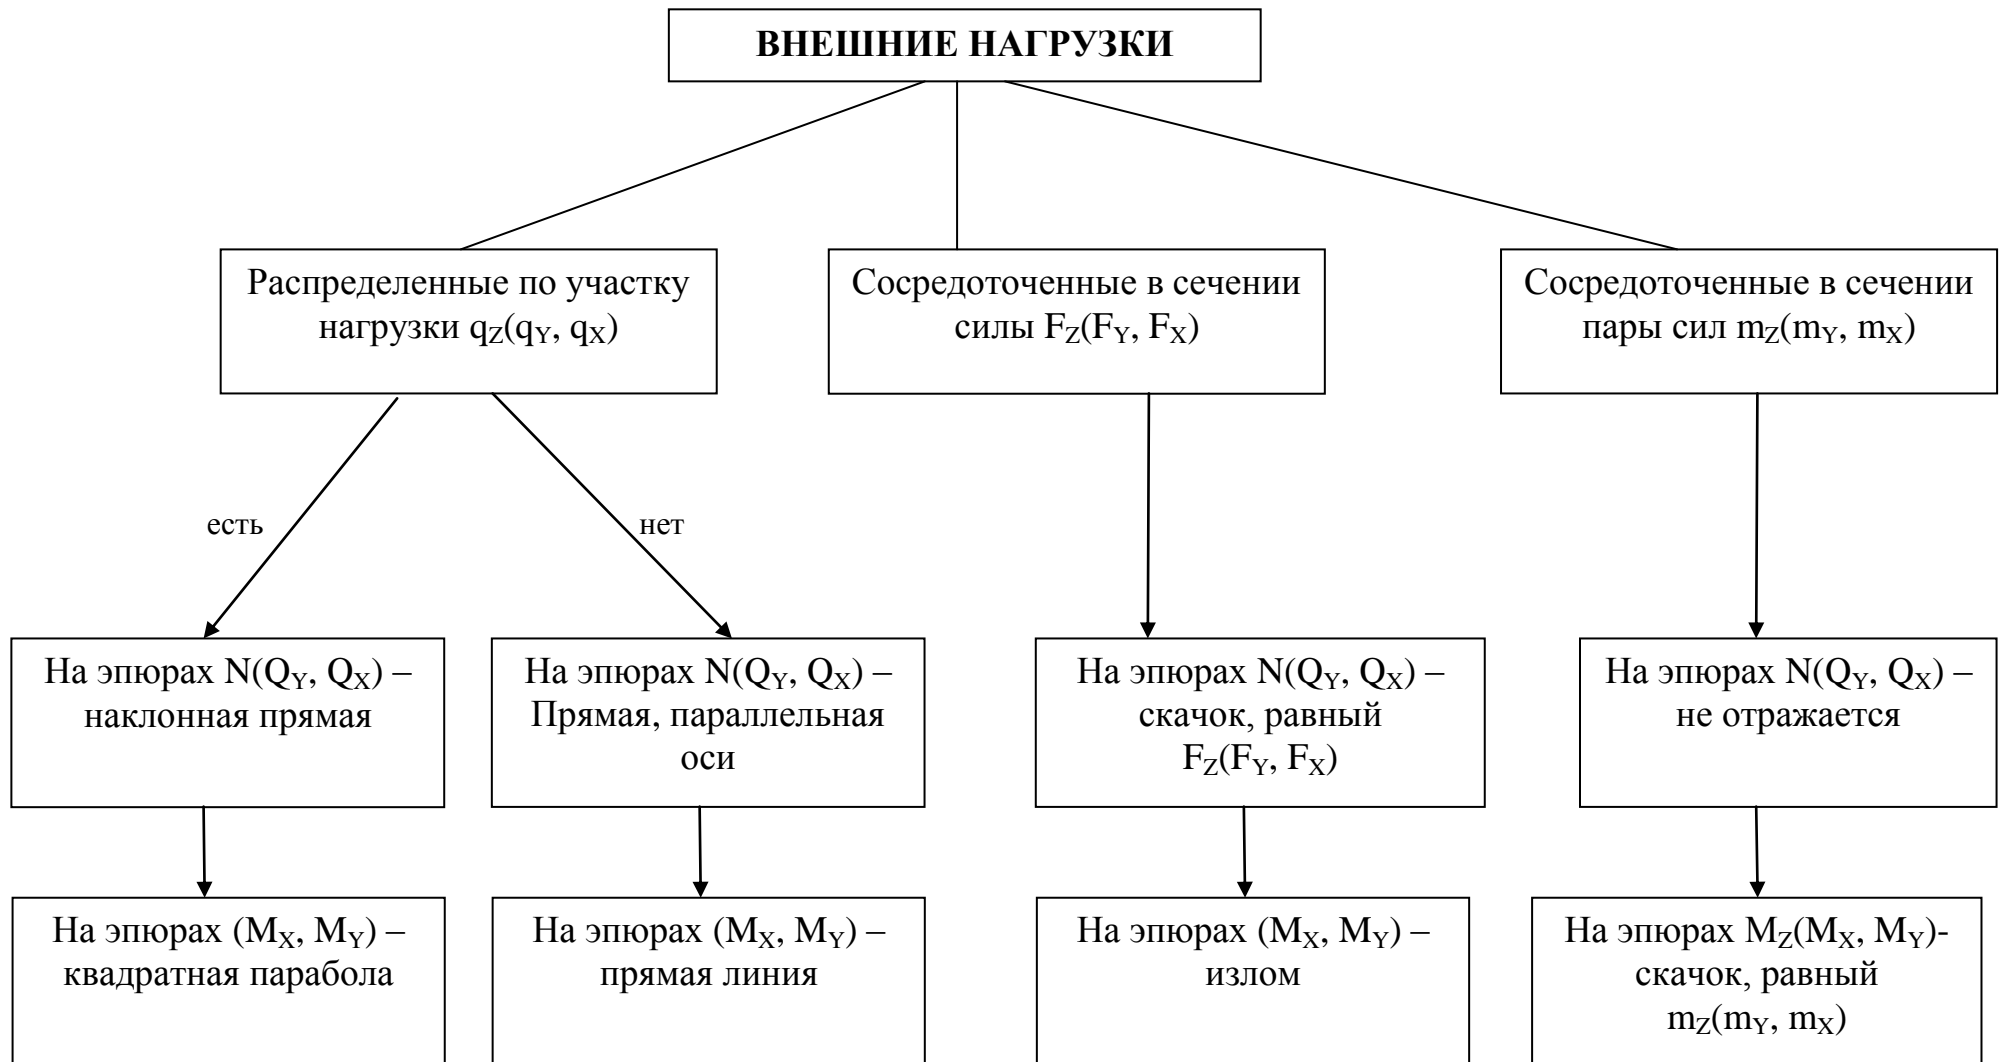 ВНЕШНИЕ НАГРУЗКИ
Распределенные по участку
нагрузки qZ(qY, qX)
Сосредоточенные в сечении
силы FZ(FY, FX)
Сосредоточенные в сечении
пары сил mZ(mY, mX)
есть
нет
На эпюрах N(QY, QX) –
наклонная прямая
На эпюрах N(QY, QX) –
Прямая, параллельная
оси
На эпюрах N(QY, QX) –
скачок, равный
FZ(FY, FX)
На эпюрах N(QY, QX) –
не отражается
На эпюрах (MX, MY) –
квадратная парабола
На эпюрах (MX, MY) –
прямая линия
На эпюрах (MX, MY) –
излом
На эпюрах MZ(MX, MY)-
скачок, равный
mZ(mY, mX)